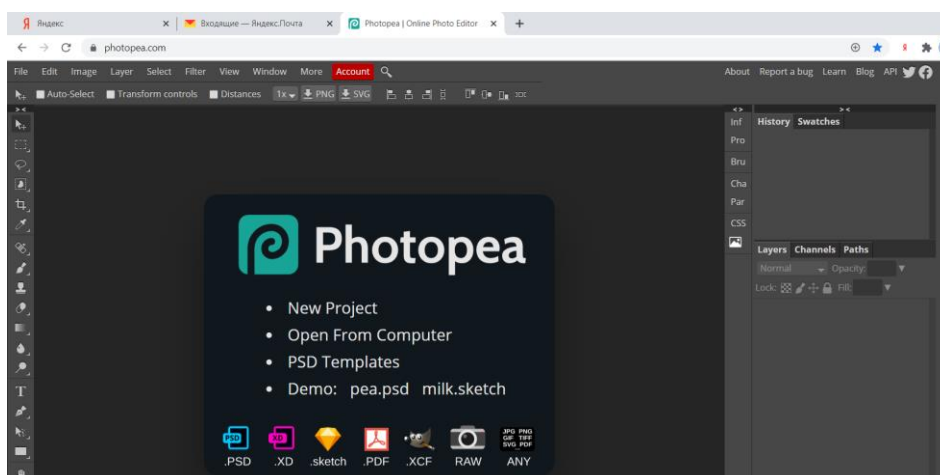 Я Яндекс Входящие — Яндекс.Почта Photopea | Online Photo Editor
photopea.com
File Edit Image Layer Select Filter View Window More Account About Report a bug Learn Blog API
Auto-Select Transform controls Distances 1x PNG SVG
Inf History Swatches
Pro
Bru
Cha
Par
CSS
Layers Channels Paths
Normal Opacity:
Lock: Fill:
Photopea
New Project
Open From Computer
PSD Templates
Demo: pea.psd milk.sketch
PSD XD JPG PNG
GIF TIFF
SVG PDF
.PSD .XD .sketch .PDF .XCF RAW ANY
T